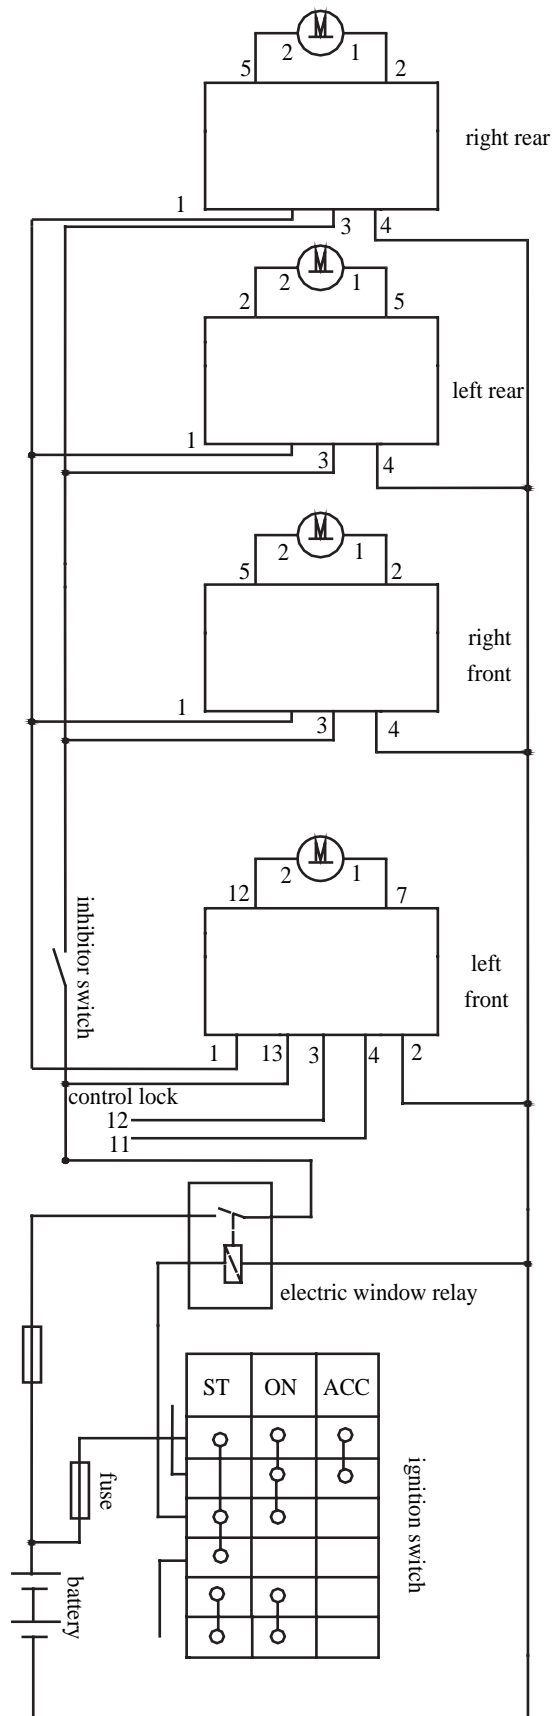 M
2 1
5 2
right rear
1
3 4
M
2 1
2 5
left rear
1
3 4
M
2 1
5 2
right
front
1
3 4
M
2 1
12 7
left
front
inhibitor switch
1 13 3 4 2
control lock
12
11
electric window relay
ST ON ACC
ignition switch
fuse
battery